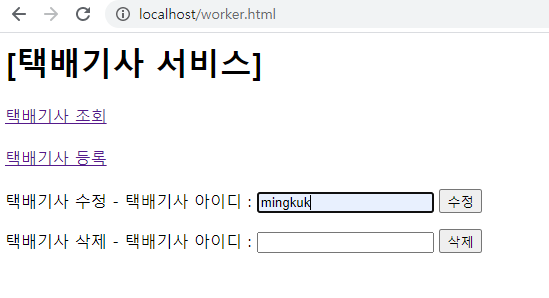 localhost/worker.html
[택배기사 서비스]
택배기사 조회
택배기사 등록
택배기사 수정 - 택배기사 아이디 : mingkuk 수정
택배기사 삭제 - 택배기사 아이디 : 삭제